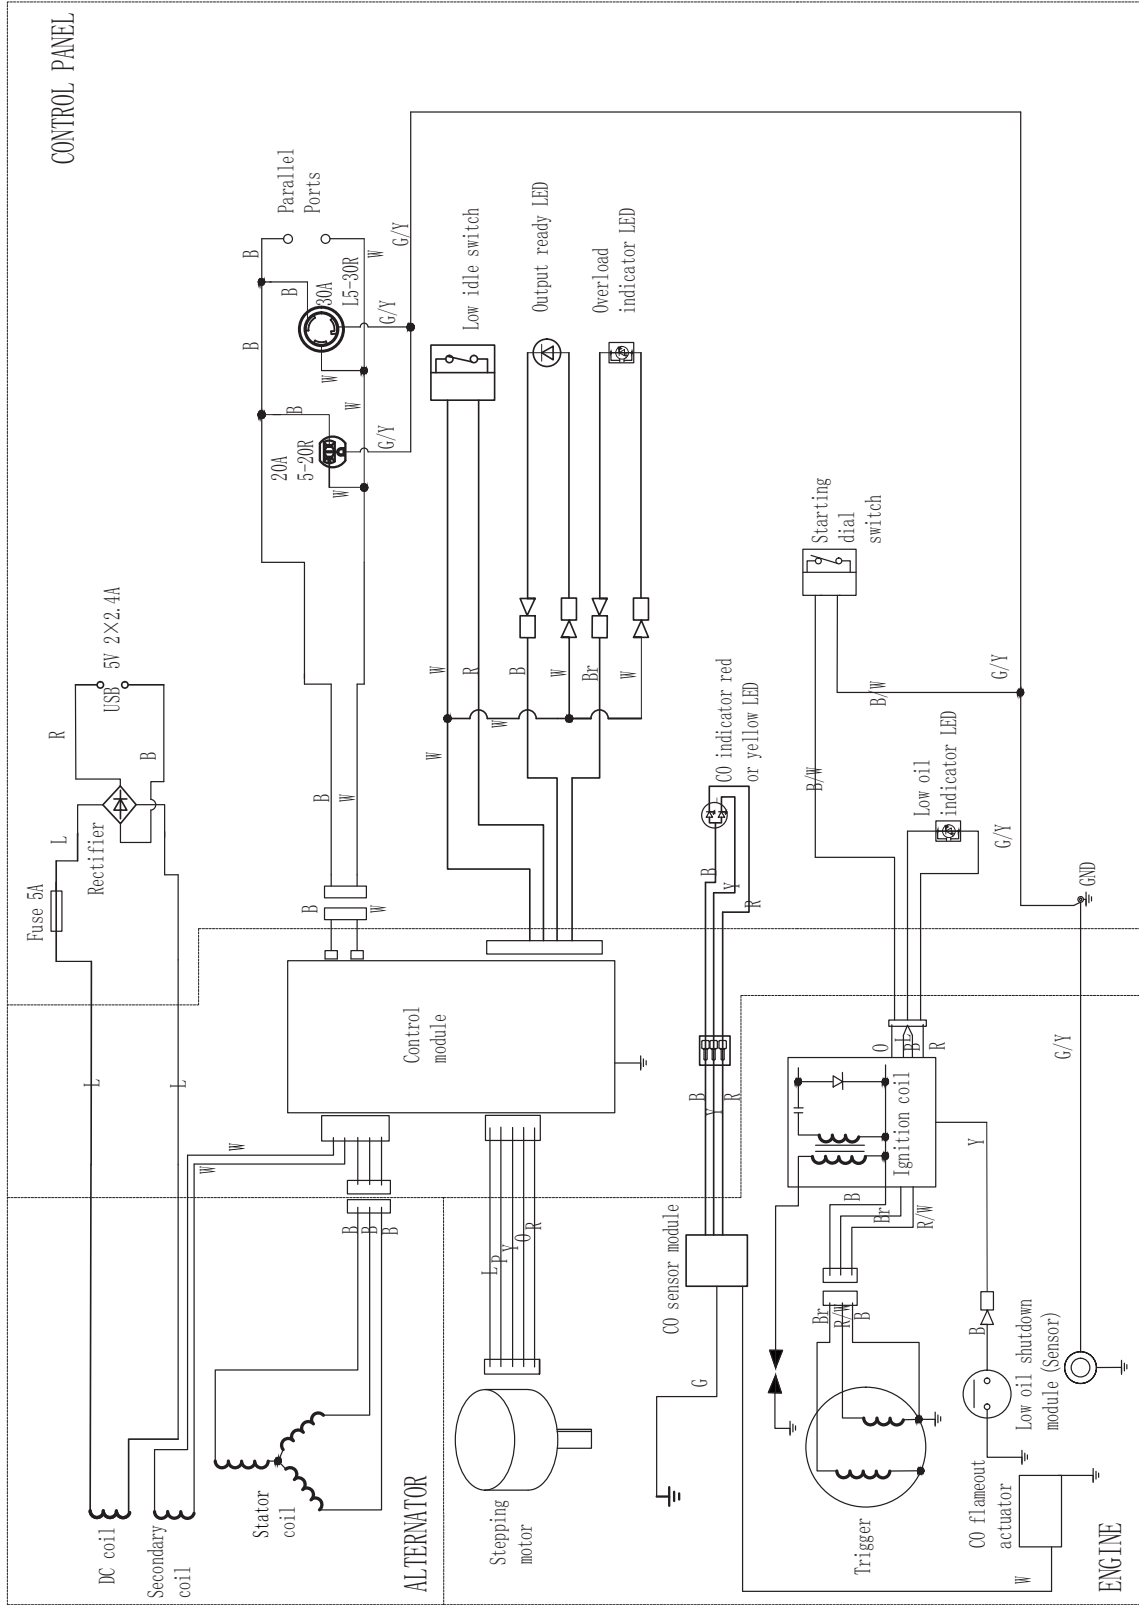 CONTROL PANEL
Fuse 5A
L
Rectifier
R
B
USB
5V 2×2.4A
L
L
W
W
B
W
B
W
20A
5-20R
B
W
G/Y
B
W
B
30A
L5-30R
W
G/Y
B
W
Parallel
Ports
G/Y
Low idle switch
Output ready LED
Overload
indicator LED
W
R
B
W
Br
W
W
W
Control
module
B
B
B
L
P
Y
O
R
DC coil
Secondary
coil
Stator
coil
ALTERNATOR
Stepping
motor
CO sensor module
G
B
Y
R
B
Y
R
CO indicator red
or yellow LED
Starting
dial
switch
B/W
B/W
G/Y
Low oil
indicator LED
G/Y
GND
G/Y
O
L
B
B
R
Ignition coil
Y
B
Br
R/W
Br
R/W
B
Trigger
B
Low oil shutdown
module(Sensor)
CO flameout
actuator
W
ENGINE